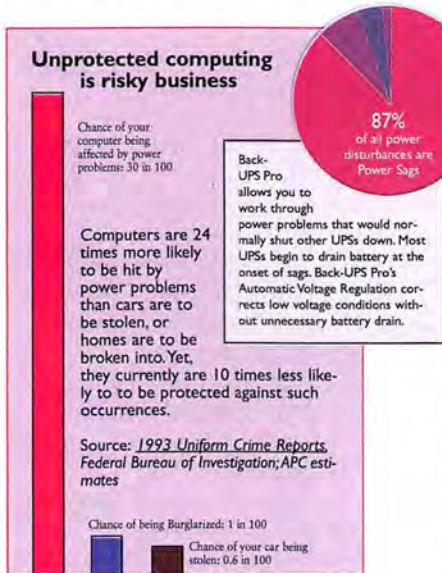 Unprotected computing
is risky business
Chance of your
computer being
affected by power
problems: 30 in 100
87%
of all power
disturbances are
Power Sags
Back-
UPS Pro
allows you to
work through
power problems that would nor-
mally shut other UPSs down. Most
UPSs begin to drain battery at the
onset of sags. Back-UPS Pro's
Automatic Voltage Regulation cor-
rects low voltage conditions with-
out unnecessary battery drain.
Computers are 24
times more likely
to be hit by
power problems
than cars are to
be stolen, or
homes are to be
broken into. Yet,
they currently are 10 times less like-
ly to to be protected against such
occurrences.
Source: 1993 Uniform Crime Reports,
Federal Bureau of Investigation; APC esti-
mates
Chance of being Burglarized: 1 in 100
Chance of your car being
stolen: 0.6 in 100